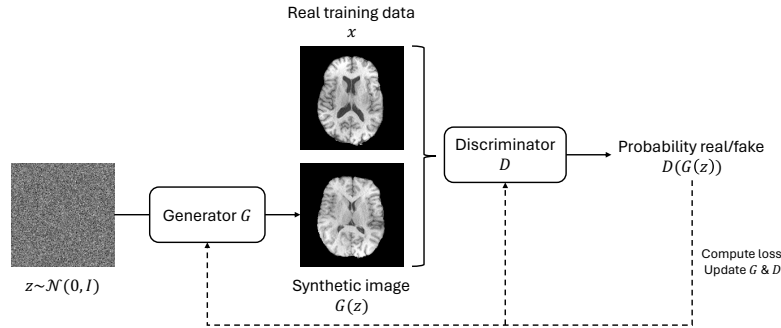 Real training data
x
Discriminator
D
Probability real/fake
D(G(z))
Generator G
Compute loss
Update G & D
z~𝒩(0, I)
Synthetic image
G(z)